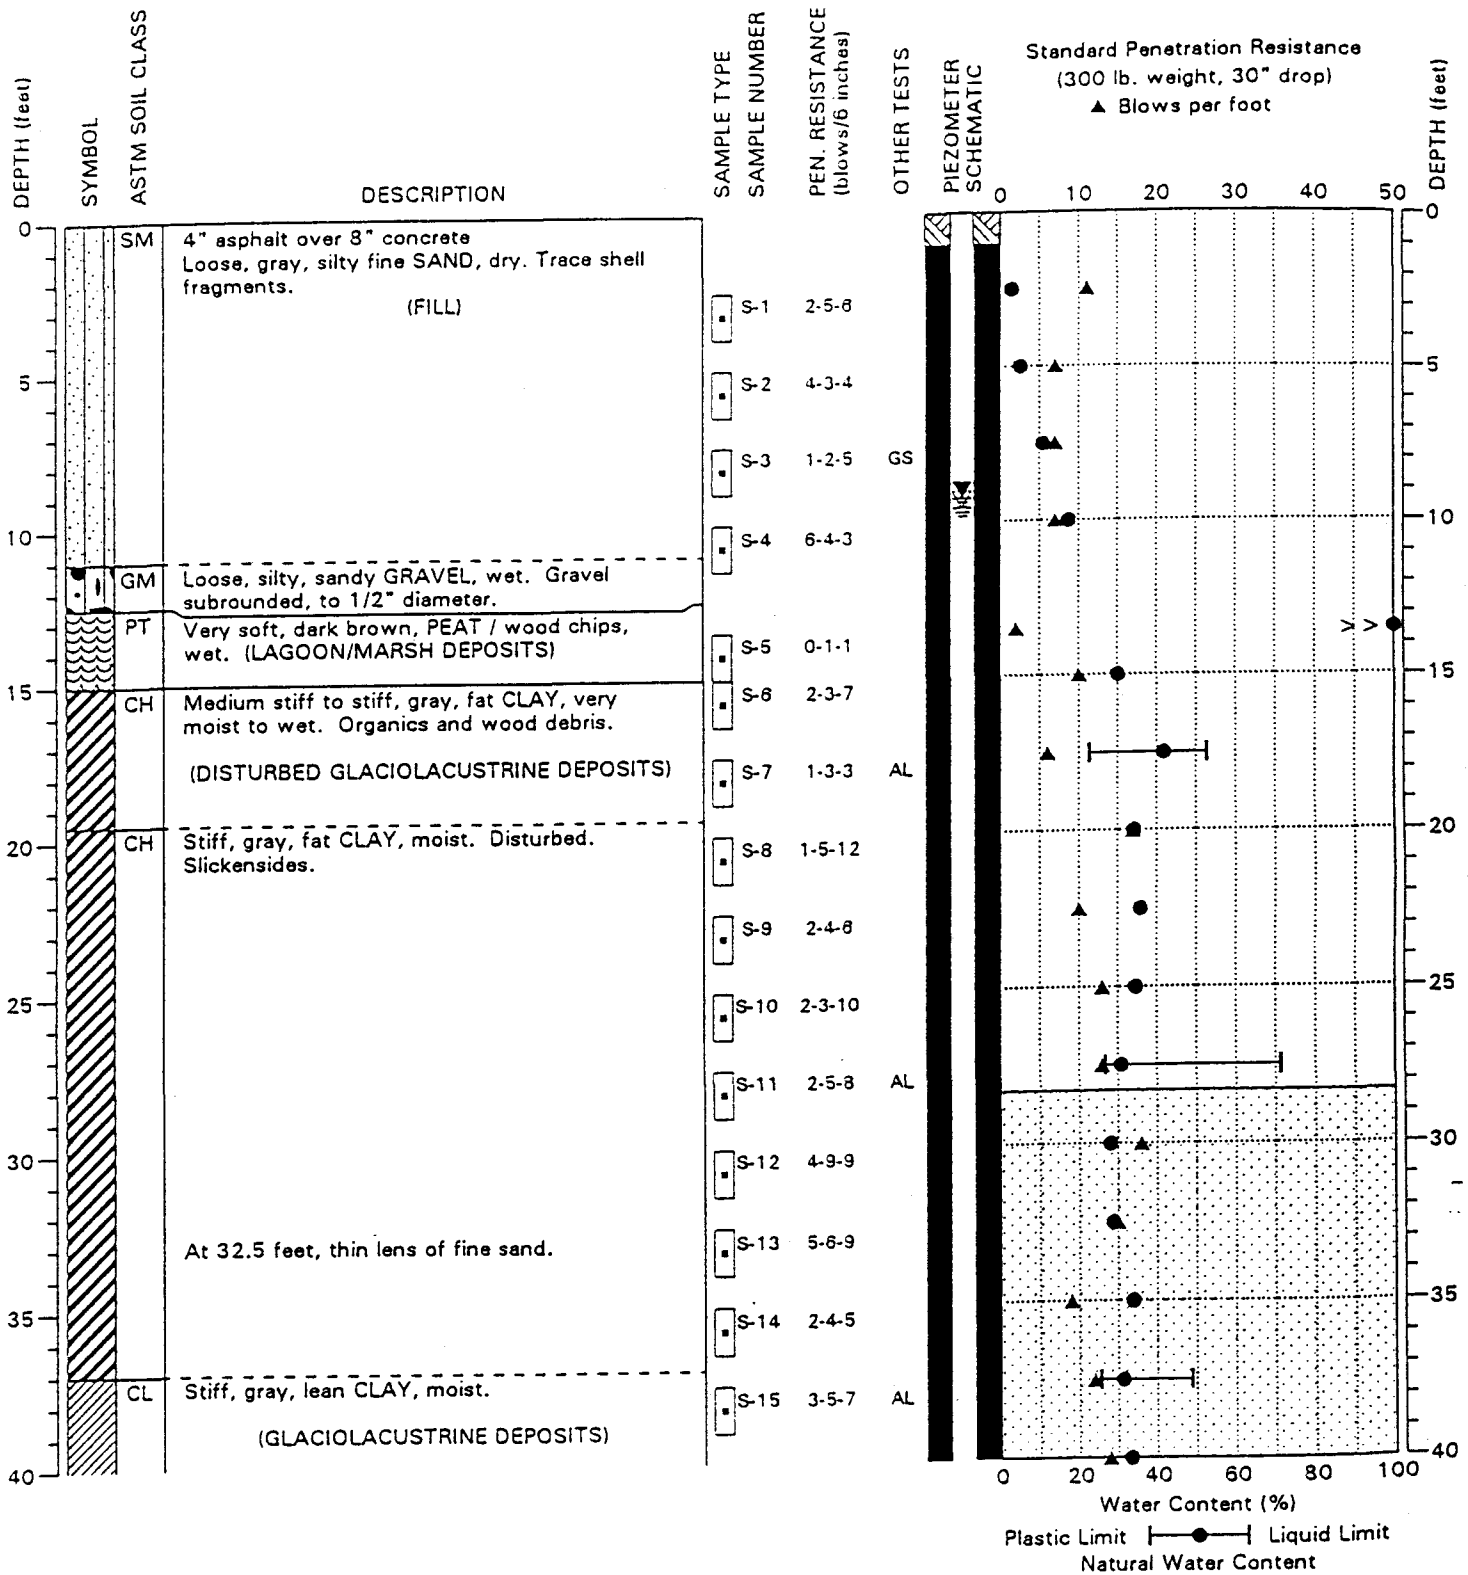 DEPTH (feet)
SYMBOL
ASTM SOIL CLASS
DESCRIPTION
SAMPLE TYPE
SAMPLE NUMBER
PEN. RESISTANCE
(blows/6 inches)
OTHER TESTS
PIEZOMETER
SCHEMATIC
Standard Penetration Resistance
(300 lb. weight, 30" drop)
▲ Blows per foot
DEPTH (feet)
0 10 20 30 40 50
0
SM
4" asphalt over 8" concrete
Loose, gray, silty fine SAND, dry. Trace shell
fragments.
(FILL)
S-1 2-5-6
5
S-2 4-3-4
S-3 1-2-5 GS
10
S-4 6-4-3
GM
Loose, silty, sandy GRAVEL, wet. Gravel
subrounded, to 1/2" diameter.
PT
Very soft, dark brown, PEAT / wood chips,
wet. (LAGOON/MARSH DEPOSITS)
S-5 0-1-1
> >
15
CH
Medium stiff to stiff, gray, fat CLAY, very
moist to wet. Organics and wood debris.
S-6 2-3-7
(DISTURBED GLACIOLACUSTRINE DEPOSITS)
S-7 1-3-3 AL
20
CH
Stiff, gray, fat CLAY, moist. Disturbed.
Slickensides.
S-8 1-5-12
S-9 2-4-6
25
S-10 2-3-10
S-11 2-5-8 AL
30
S-12 4-9-9
At 32.5 feet, thin lens of fine sand.
S-13 5-6-9
35
S-14 2-4-5
CL
Stiff, gray, lean CLAY, moist.
S-15 3-5-7 AL
(GLACIOLACUSTRINE DEPOSITS)
40
0
5
10
15
20
25
30
35
40
0 20 40 60 80 100
Water Content (%)
Plastic Limit Liquid Limit
Natural Water Content